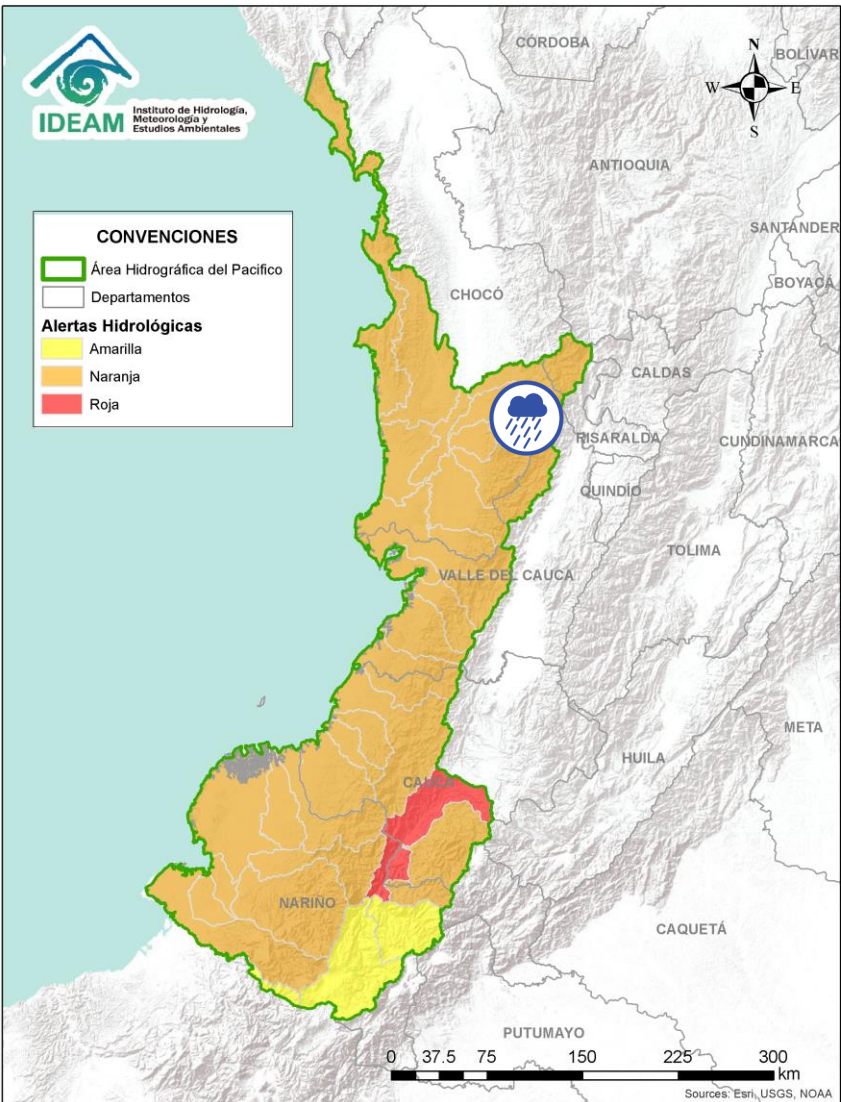 IDEAM
Instituto de Hidrología,
Meteorología y
Estudios Ambientales
CÓRDOBA
BOLIVAR
N
W
E
S
ANTIOQUIA
SANTANDER
BOYACÁ
CONVENCIONES
Área Hidrográfica del Pacifico
Departamentos
Alertas Hidrológicas
Amarilla
Naranja
Roja
CHOCÓ
CALDAS
RISARALDA
CUNDINAMARCA
QUINDÍO
TOLIMA
VALLE DEL CAUCA
META
HUILA
CAUCA
NARIÑO
CAQUETÁ
PUTUMAYO
0 37.5 75 150 225 300
km
Sources: Esri, USGS, NOAA